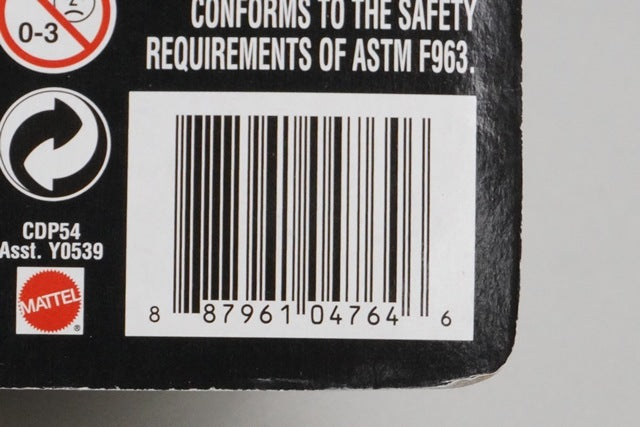 0-3
CONFORMS TO THE SAFETY
REQUIREMENTS OF ASTM F963.
CDP54
Asst. Y0539
MATTEL
®
8 87961 04764 6